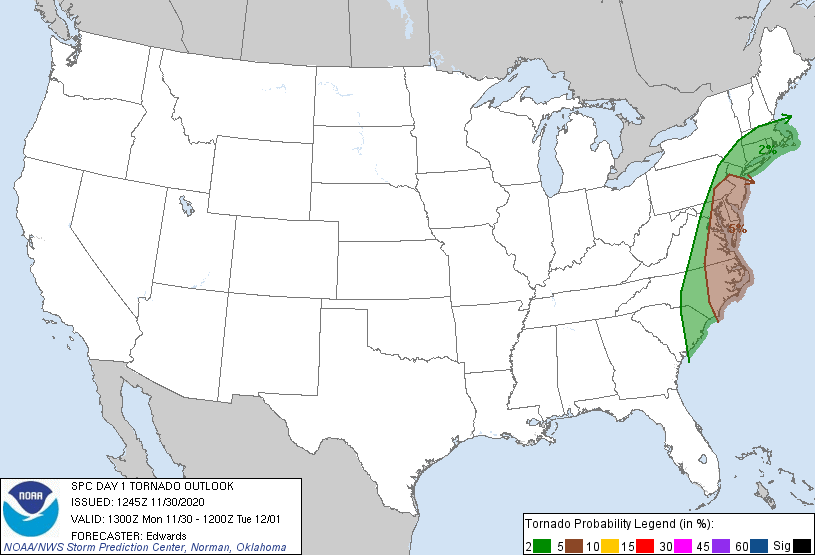 2%
5%
NOAA
SPC DAY 1 TORNADO OUTLOOK
ISSUED: 1245Z 11/30/2020
VALID: 1300Z Mon 11/30 - 1200Z Tue 12/01
FORECASTER: Edwards
NOAA/NWS Storm Prediction Center, Norman, Oklahoma
Tornado Probability Legend (in %):
2 5 10 15 30 45 60 Sig